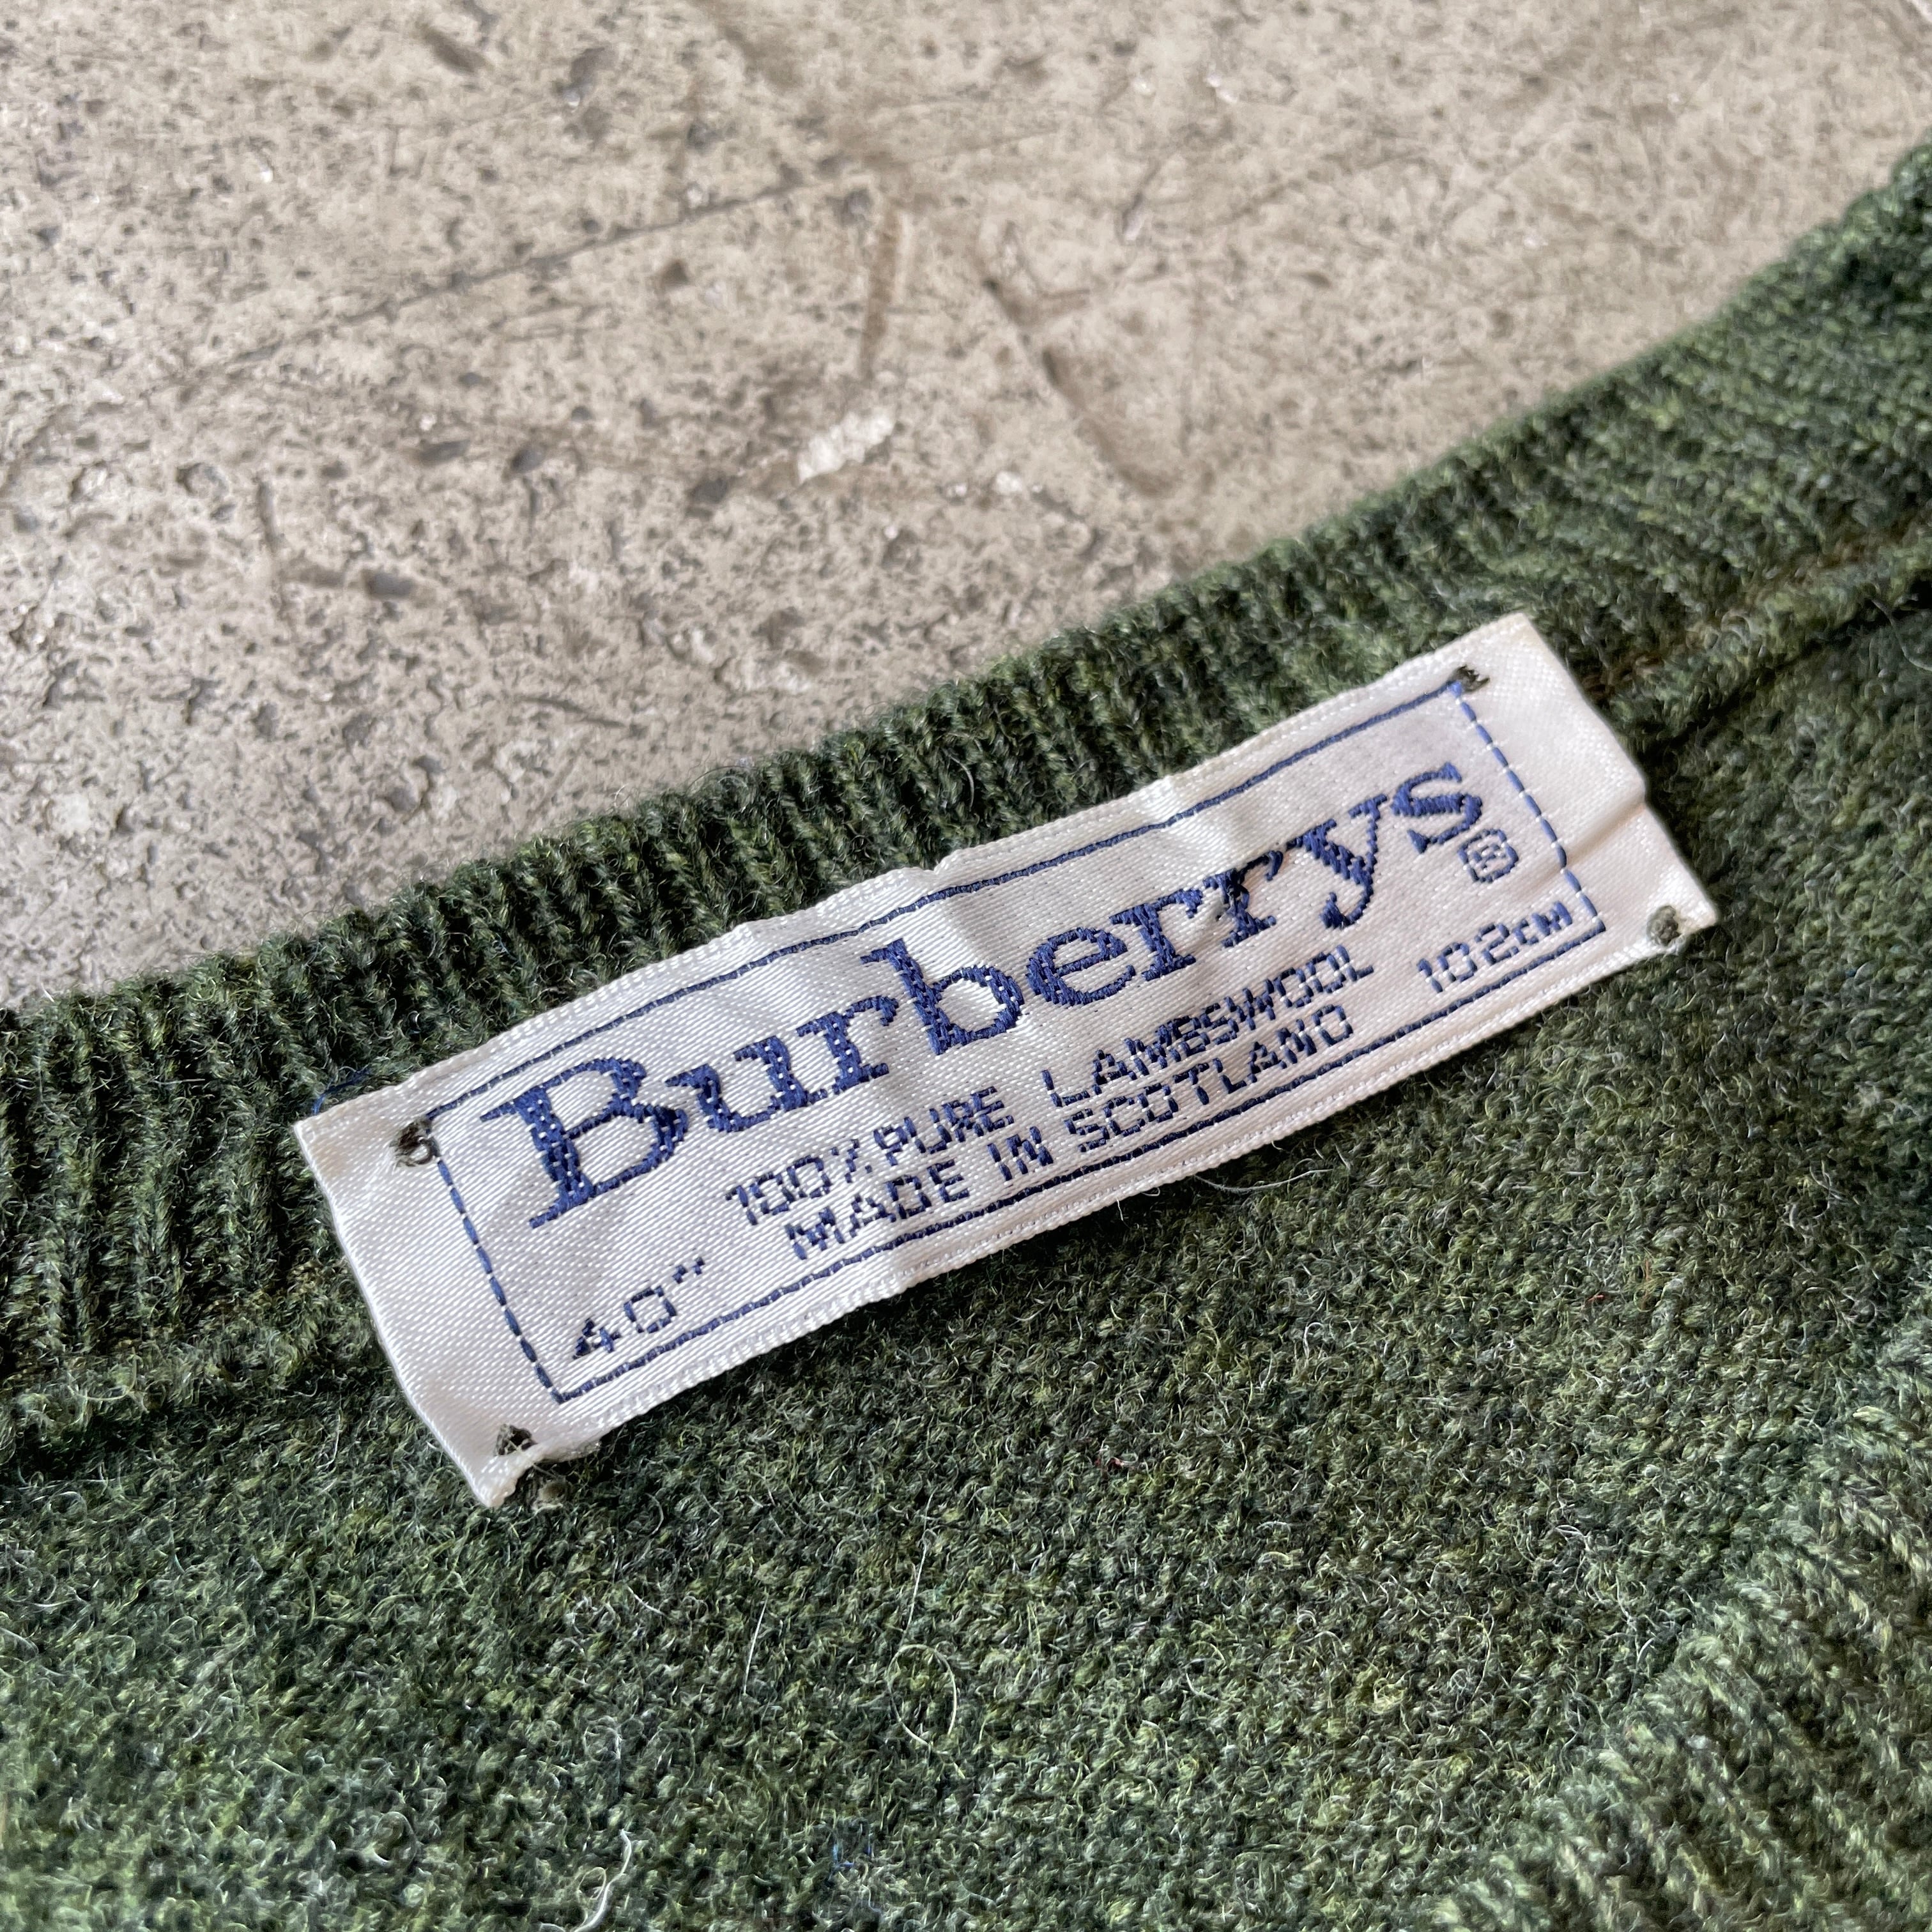 Burberrys®
100% PURE LAMBSWOOL
MADE IN SCOTLAND
40" 102CM